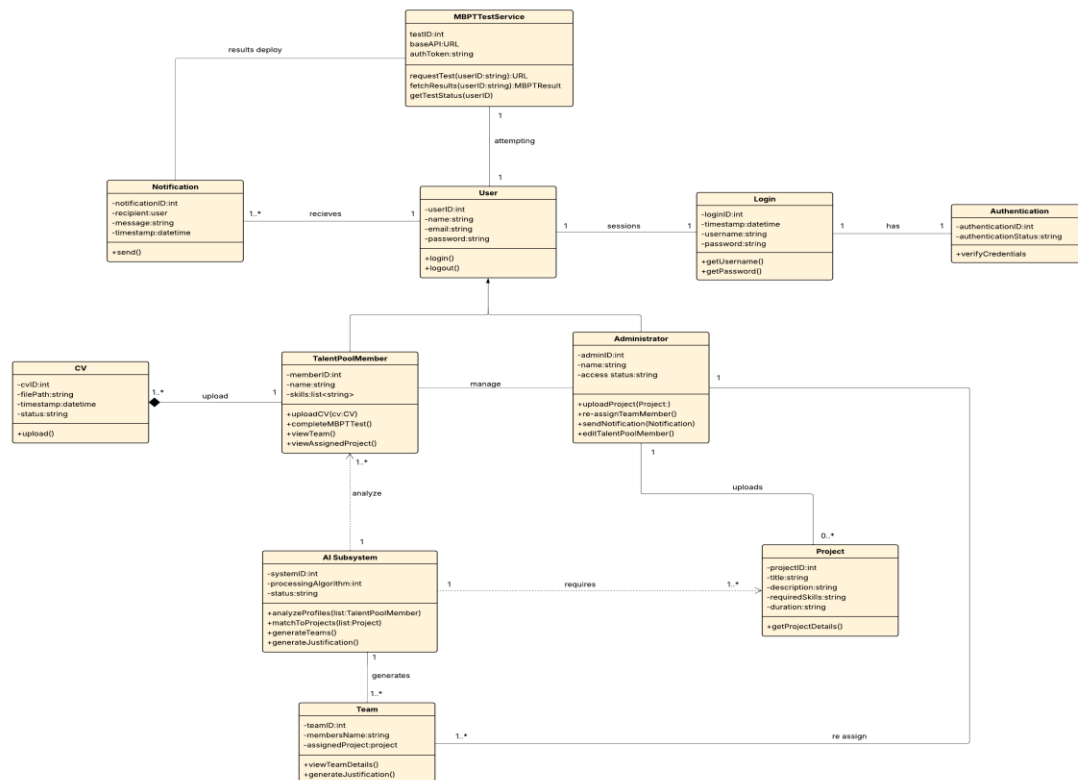 MBPTTestService
testID:int
baseAPI:URL
authToken:string
requestTest(userID:string):URL
fetchResults(userID:string):MBPTResult
getTestStatus(userID)
results deploy
1
attempting
1
Notification
-notificationID:int
-recipient:user
-message:string
-timestamp:datetime
+send()
1..*
recieves
1
User
-userID:int
-name:string
-email:string
-password:string
+login()
+logout()
1
sessions
1
Login
-loginID:int
-timestamp:datetime
-username:string
-password:string
+getUsername()
+getPassword()
1
has
1
Authentication
-authenticationID:int
-authenticationStatus:string
+verifyCredentials
CV
-cvID:int
-filePath:string
-timestamp:datetime
-status:string
+upload()
1..*
upload
1
TalentPoolMember
-memberID:int
-name:string
-skills:list<string>
+uploadCV(cv:CV)
+completeMBPTTest()
+viewTeam()
+viewAssignedProject()
manage
Administrator
-adminID:int
-name:string
-access status:string
+uploadProject(Project:)
+re-assignTeamMember()
+sendNotification(Notification)
+editTalentPoolMember()
1
1..*
analyze
1
1
uploads
0..*
AI Subsystem
-systemID:int
-processingAlgorithm:int
-status:string
+analyzeProfiles(list:TalentPoolMember)
+matchToProjects(list:Project)
+generateTeams()
+generateJustification()
1
requires
1..*
Project
-projectID:int
-title:string
-description:string
-requiredSkills:string
-duration:string
+getProjectDetails()
1
generates
1..*
Team
-teamID:int
-membersName:string
-assignedProject:project
+viewTeamDetails()
+generateJustification()
1..*
re assign